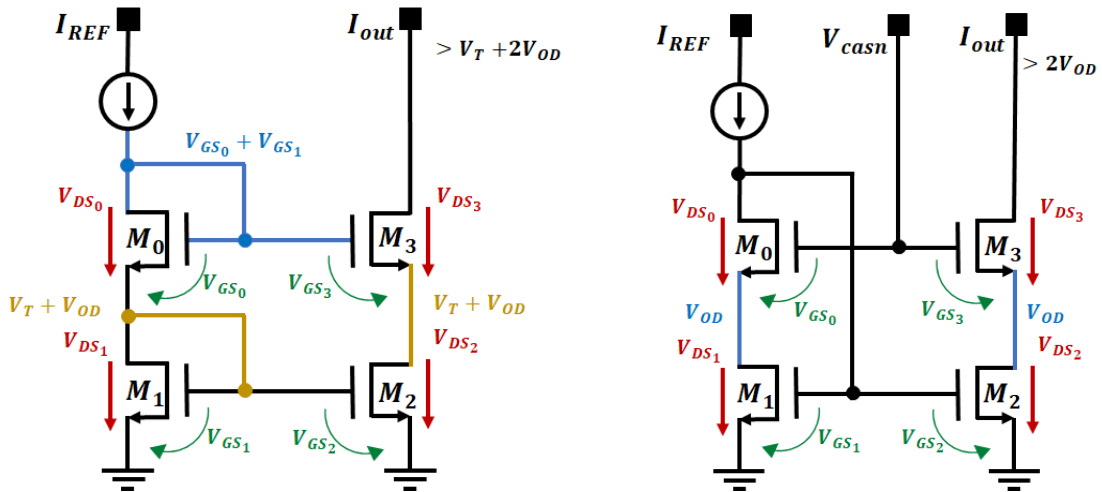 I_REF
I_out
> V_T + 2V_OD
V_GS0 + V_GS1
V_DS0
V_DS3
M_0
M_3
V_GS0
V_GS3
V_T + V_OD
V_T + V_OD
V_DS1
V_DS2
M_1
M_2
V_GS1
V_GS2
I_REF
V_casn
I_out
> 2V_OD
V_DS0
V_DS3
M_0
M_3
V_GS0
V_GS3
V_OD
V_OD
V_DS1
V_DS2
M_1
M_2
V_GS1
V_GS2